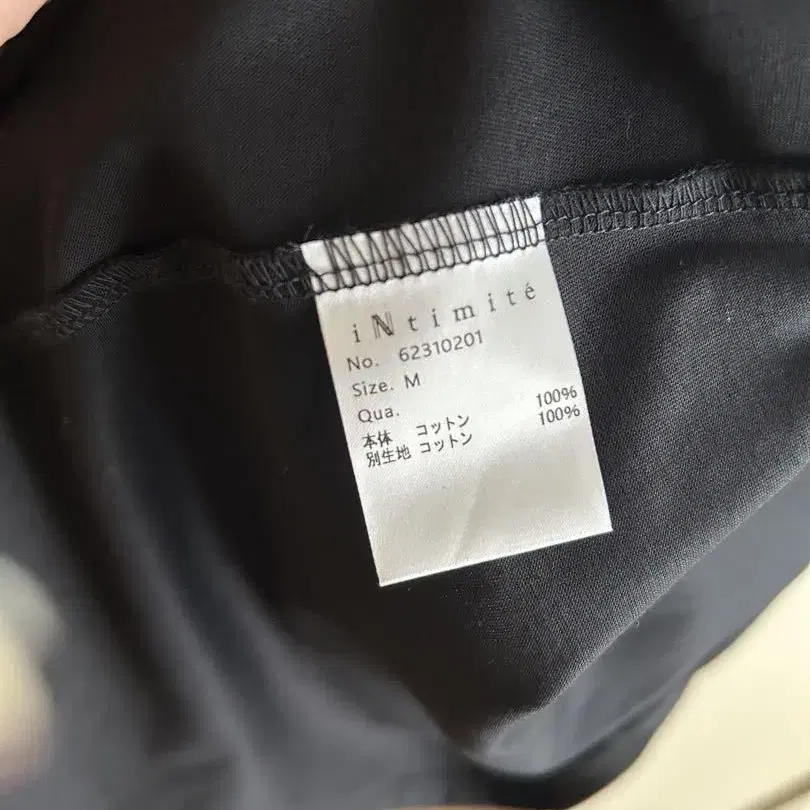 iNtimité
No. 62310201
Size. M
Qua.
本体 コットン 100%
別生地 コットン 100%